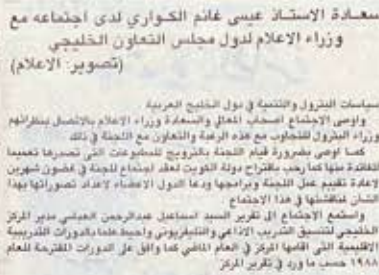 سعادة الاستاذ عيسى غانم الكواري لدى اجتماعه مع
وزراء الاعلام لدول مجلس التعاون الخليجي
(تصوير: الاعلام)
سياسات البترول والتنمية في دول الخليج العربية
واوصى الاجتماع اصحاب المعالي والسعادة وزراء الاعلام بالاتصال بنظرائهم
وزراء البترول للتجاوب مع هذه الرغبة والتعاون مع اللجنة في ذلك
كما اوصى بضرورة قيام اللجنة بالترويج للمطبوعات التي تصدرها تعميما
للفائدة منها كما رحب باقتراح دولة الكويت لعقد اجتماع للجنة في غضون شهرين
لاعادة تقييم عمل اللجنة وبرامجها ودعا الدول الاعضاء لاعداد تصوراتها بهذا
الشان لمناقشتها في هذا الاجتماع
واستمع الاجتماع الى تقرير السيد اسماعيل عبدالرحمن العباسي مدير المركز
الخليجي لتنسيق التدريب الاذاعي والتليفزيوني واحيط علما بالدورات التدريبية
الاقليمية التي اقامها المركز في العام الماضي كما وافق على الدورات المقترحة للعام
١٩٨٨ حسب ما ورد في تقرير المركز